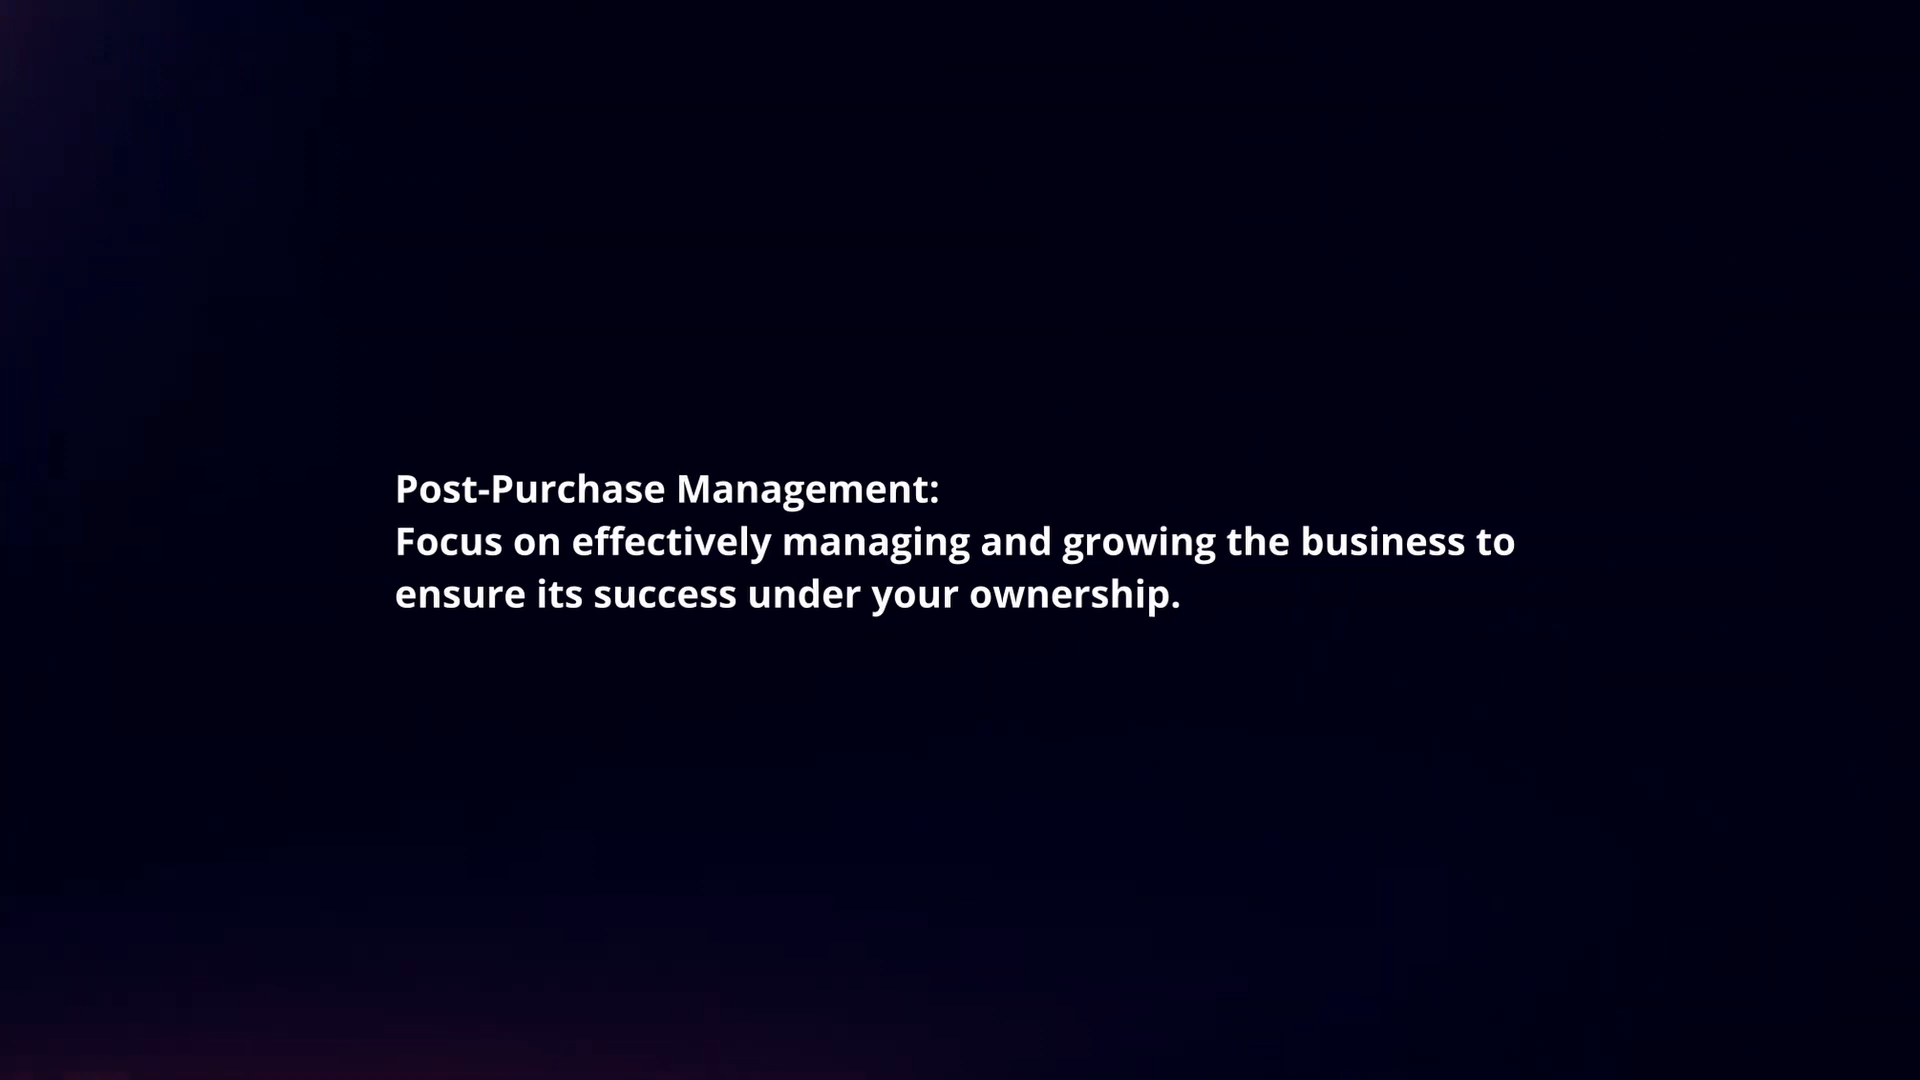 Post-Purchase Management:
Focus on effectively managing and growing the business to
ensure its success under your ownership.